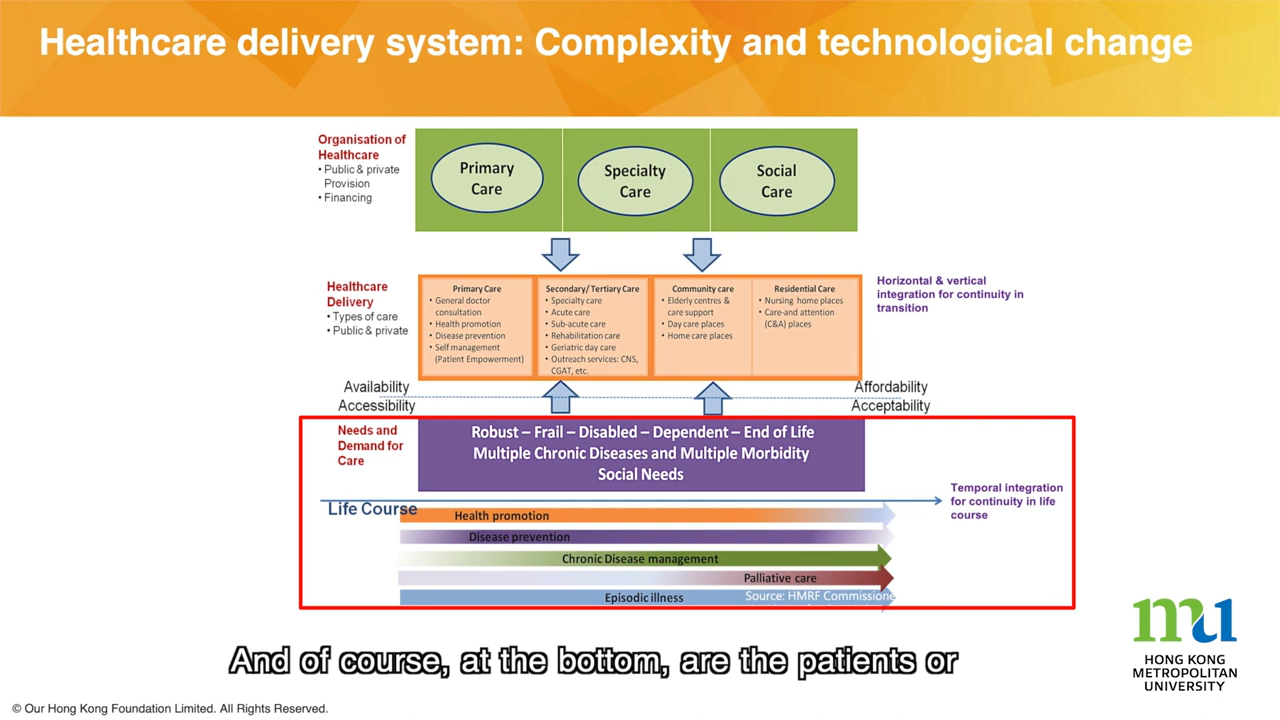 Healthcare delivery system: Complexity and technological change
Organisation of
Healthcare
• Public & private
Provision
• Financing
Primary
Care
Specialty
Care
Social
Care
Healthcare
Delivery
• Types of care
• Public & private
Primary Care
• General doctor
consultation
• Health promotion
• Disease prevention
• Self management
(Patient Empowerment)
Secondary/ Tertiary Care
• Specialty care
• Acute care
• Sub-acute care
• Rehabilitation care
• Geriatric day care
• Outreach services: CNS,
CGAT, etc.
Community care
• Elderly centres &
care support
• Day care places
• Home care places
Residential Care
• Nursing home places
• Care-and attention
(C&A) places
Horizontal & vertical
integration for continuity in
transition
Availability
Accessibility
Affordability
Acceptability
Needs and
Demand for
Care
Robust – Frail – Disabled – Dependent – End of Life
Multiple Chronic Diseases and Multiple Morbidity
Social Needs
Temporal integration
for continuity in life
course
Life Course
Health promotion
Disease prevention
Chronic Disease management
Palliative care
Episodic illness
Source: HMRF Commissione
And of course, at the bottom, are the patients or
mu
HONG KONG
METROPOLITAN
UNIVERSITY
© Our Hong Kong Foundation Limited. All Rights Reserved.